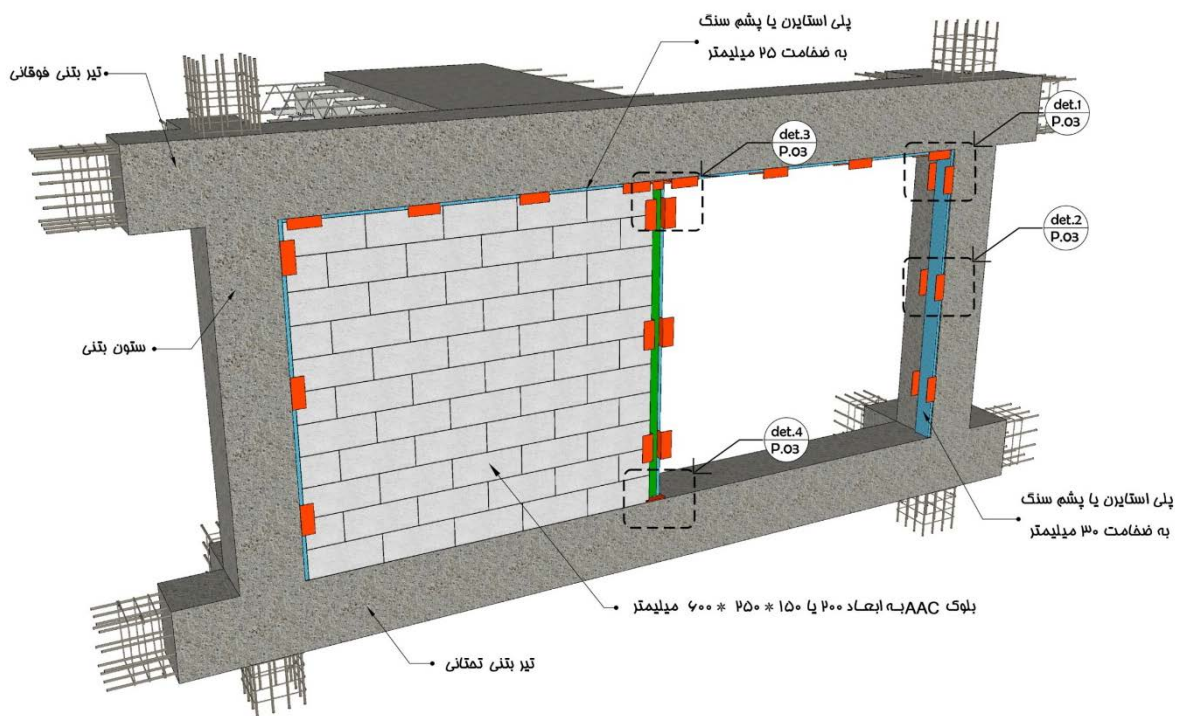 پلی استایرن یا پشم سنگ
به ضخامت ۲۵ میلیمتر
تیر بتنی فوقانی
det.1
P.03
det.3
P.03
det.2
P.03
ستون بتنی
det.4
P.03
پلی استایرن یا پشم سنگ
به ضخامت ۳۰ میلیمتر
بلوک AAC به ابعاد ۲۰۰ یا ۱۵۰ * ۲۵۰ * ۶۰۰ میلیمتر
تیر بتنی تحتانی